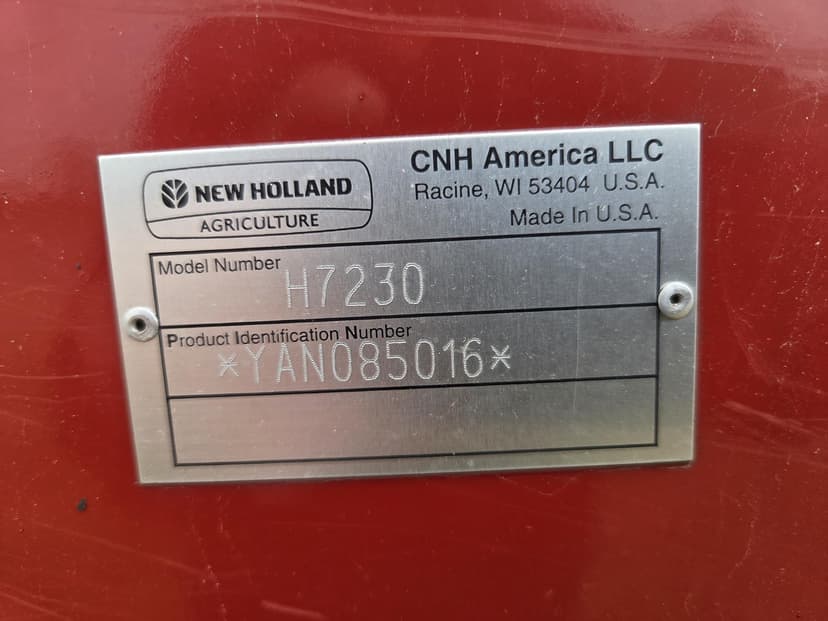 NEW HOLLAND
AGRICULTURE
CNH America LLC
Racine, WI 53404 U.S.A.
Made In U.S.A.
Model Number
H7230
Product Identification Number
*YAN085016*